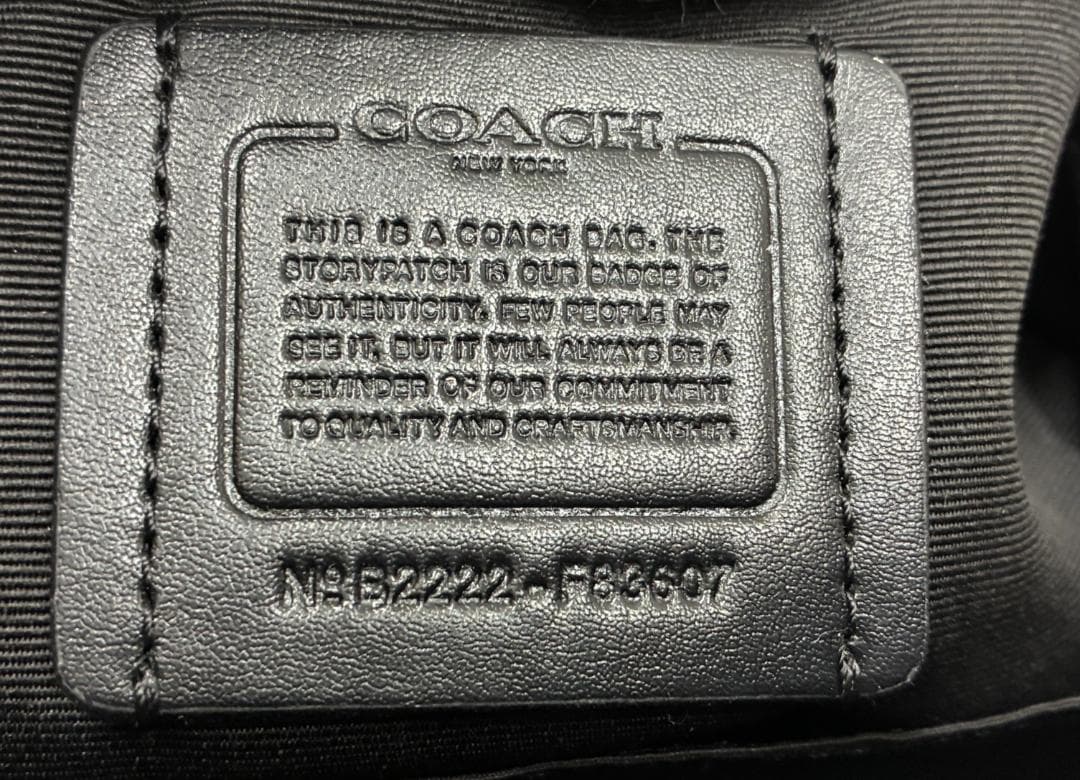 COACH
NEW YORK
THIS IS A COACH BAG. THE
STORYPATCH IS OUR BADGE OF
AUTHENTICITY. FEW PEOPLE MAY
SEE IT, BUT IT WILL ALWAYS BE A
REMINDER OF OUR COMMITMENT
TO QUALITY AND CRAFTSMANSHIP.
Nº B2222-F83607